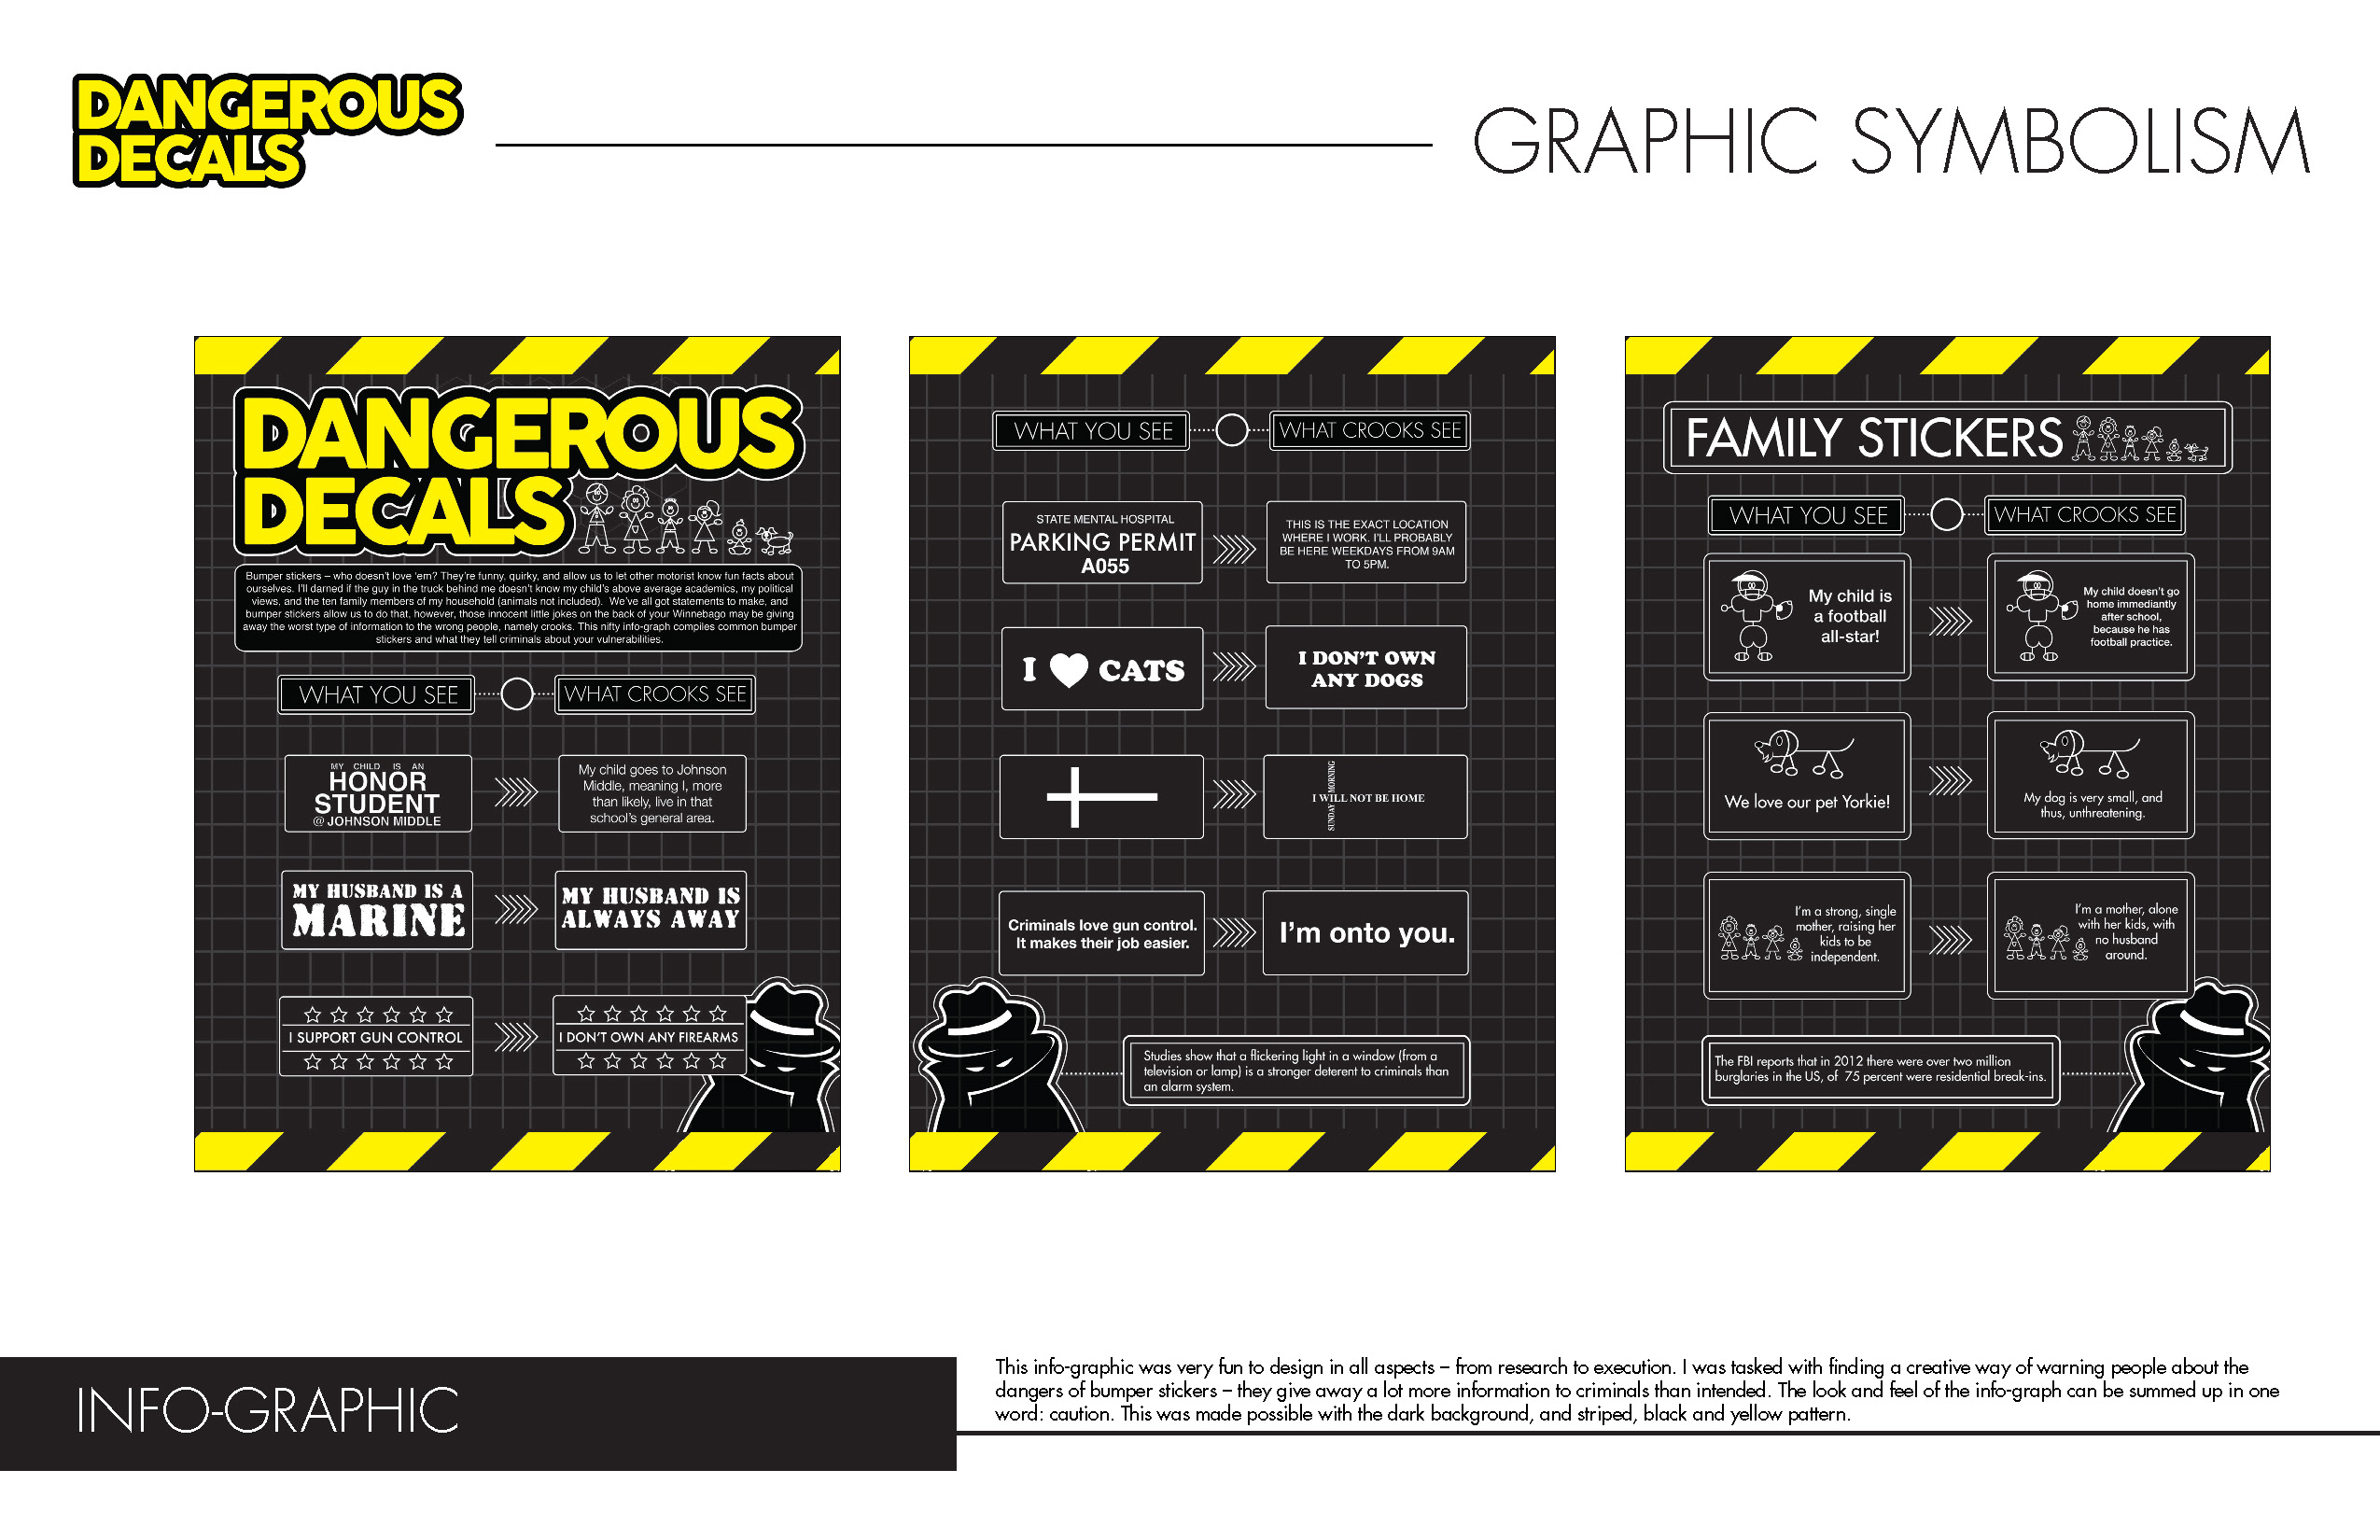 DANGEROUS
DECALS
GRAPHIC SYMBOLISM
DANGEROUS
DECALS
Bumper stickers – who doesn't love 'em? They're funny, quirky, and allow us to let other motorist know fun facts about
ourselves. I'll darned if the guy in the truck behind me doesn't know my child's above average academics, my political
views, and the ten family members of my household (animals not included). We've all got statements to make, and
bumper stickers allow us to do that, however, those innocent little jokes on the back of your Winnebago may be giving
away the worst type of information to the wrong people, namely crooks. This nifty info-graph compiles common bumper
stickers and what they tell criminals about your vulnerabilities.
WHAT YOU SEE
WHAT CROOKS SEE
MY CHILD IS AN
HONOR
STUDENT
@ JOHNSON MIDDLE
My child goes to Johnson
Middle, meaning I, more
than likely, live in that
school's general area.
MY HUSBAND IS A
MARINE
MY HUSBAND IS
ALWAYS AWAY
I SUPPORT GUN CONTROL
I DON'T OWN ANY FIREARMS
WHAT YOU SEE
WHAT CROOKS SEE
STATE MENTAL HOSPITAL
PARKING PERMIT
A055
THIS IS THE EXACT LOCATION
WHERE I WORK. I'LL PROBABLY
BE HERE WEEKDAYS FROM 9AM
TO 5PM.
I ♥ CATS
I DON'T OWN
ANY DOGS
SUNDAY MORNING
I WILL NOT BE HOME
Criminals love gun control.
It makes their job easier.
I'm onto you.
Studies show that a flickering light in a window (from a
television or lamp) is a stronger deterent to criminals than
an alarm system.
FAMILY STICKERS
WHAT YOU SEE
WHAT CROOKS SEE
My child is
a football
all-star!
My child doesn't go
home immediantly
after school,
because he has
football practice.
We love our pet Yorkie!
My dog is very small, and
thus, unthreatening.
I'm a strong, single
mother, raising her
kids to be
independent.
I'm a mother, alone
with her kids, with
no husband
around.
The FBI reports that in 2012 there were over two million
burglaries in the US, of 75 percent were residential break-ins.
INFO-GRAPHIC
This info-graphic was very fun to design in all aspects – from research to execution. I was tasked with finding a creative way of warning people about the
dangers of bumper stickers – they give away a lot more information to criminals than intended. The look and feel of the info-graph can be summed up in one
word: caution. This was made possible with the dark background, and striped, black and yellow pattern.